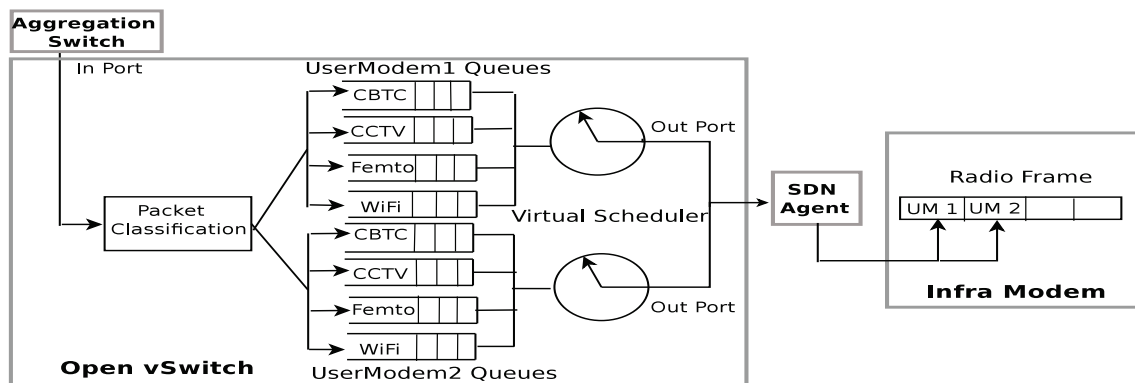 Aggregation
Switch
In Port
UserModem1 Queues
CBTC
CCTV
Femto
WiFi
Packet
Classification
Out Port
Virtual Scheduler
CBTC
CCTV
Femto
WiFi
Out Port
UserModem2 Queues
Open vSwitch
SDN
Agent
Radio Frame
UM 1
UM 2
Infra Modem